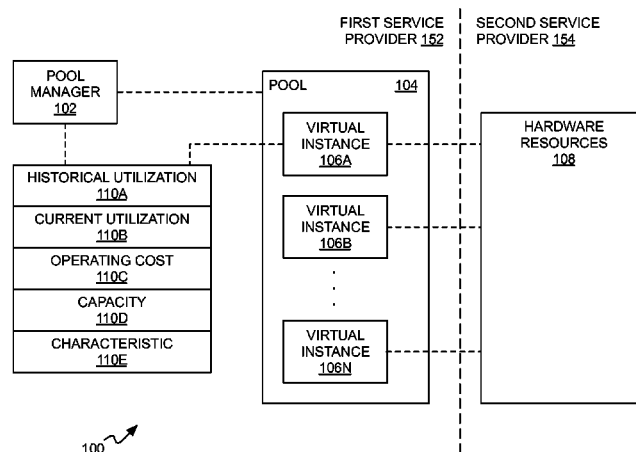 FIRST SERVICE
PROVIDER 152
SECOND SERVICE
PROVIDER 154
POOL
MANAGER
102
POOL 104
VIRTUAL
INSTANCE
106A
HARDWARE
RESOURCES
108
HISTORICAL UTILIZATION
110A
CURRENT UTILIZATION
110B
OPERATING COST
110C
CAPACITY
110D
CHARACTERISTIC
110E
VIRTUAL
INSTANCE
106B
VIRTUAL
INSTANCE
106N
100